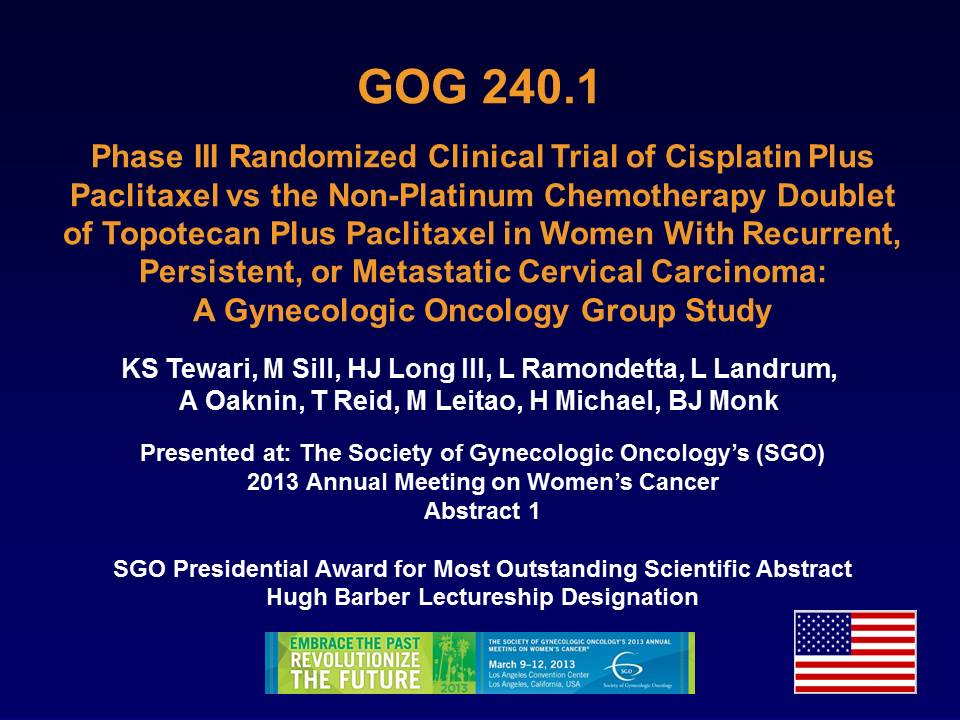 GOG 240.1
Phase III Randomized Clinical Trial of Cisplatin Plus
Paclitaxel vs the Non-Platinum Chemotherapy Doublet
of Topotecan Plus Paclitaxel in Women With Recurrent,
Persistent, or Metastatic Cervical Carcinoma:
A Gynecologic Oncology Group Study
KS Tewari, M Sill, HJ Long III, L Ramondetta, L Landrum,
A Oaknin, T Reid, M Leitao, H Michael, BJ Monk
Presented at: The Society of Gynecologic Oncology’s (SGO)
2013 Annual Meeting on Women’s Cancer
Abstract 1
SGO Presidential Award for Most Outstanding Scientific Abstract
Hugh Barber Lectureship Designation
EMBRACE THE PAST
REVOLUTIONIZE
THE FUTURE
2013
THE SOCIETY OF GYNECOLOGIC ONCOLOGY'S 2013 ANNUAL
MEETING ON WOMEN'S CANCER®
March 9–12, 2013
Los Angeles Convention Center
Los Angeles, California, USA
SGO
Society of Gynecologic Oncology